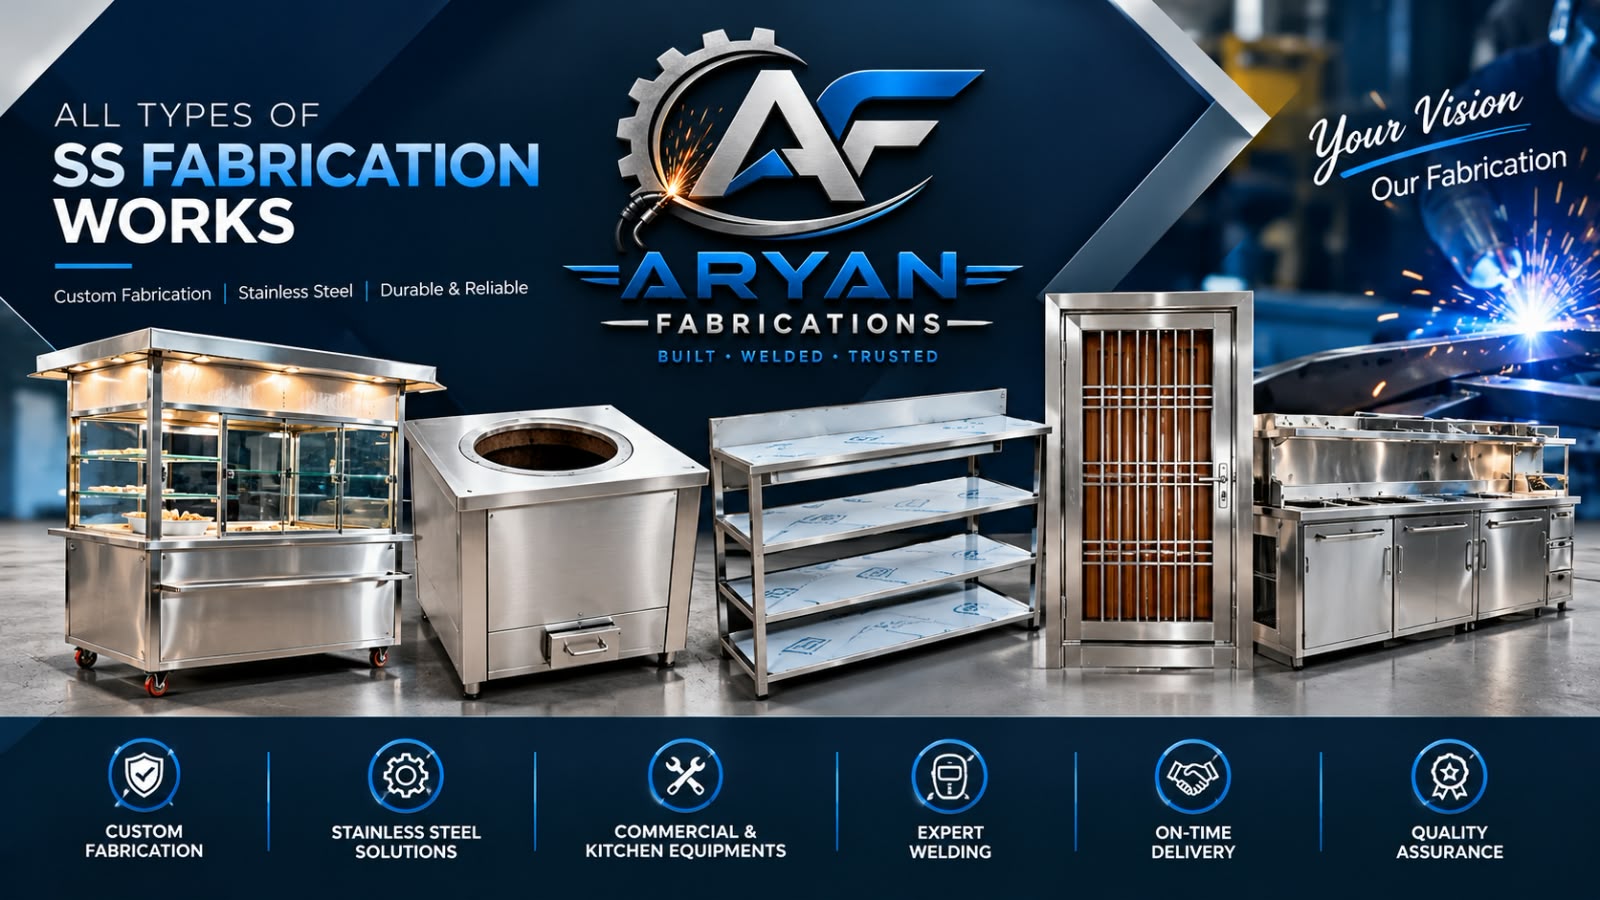 ALL TYPES OF
SS FABRICATION
WORKS
Custom Fabrication | Stainless Steel | Durable & Reliable
AF
ARYAN
FABRICATIONS
BUILT • WELDED • TRUSTED
Your Vision
Our Fabrication
CUSTOM
FABRICATION
STAINLESS STEEL
SOLUTIONS
COMMERCIAL &
KITCHEN EQUIPMENTS
EXPERT
WELDING
ON-TIME
DELIVERY
QUALITY
ASSURANCE